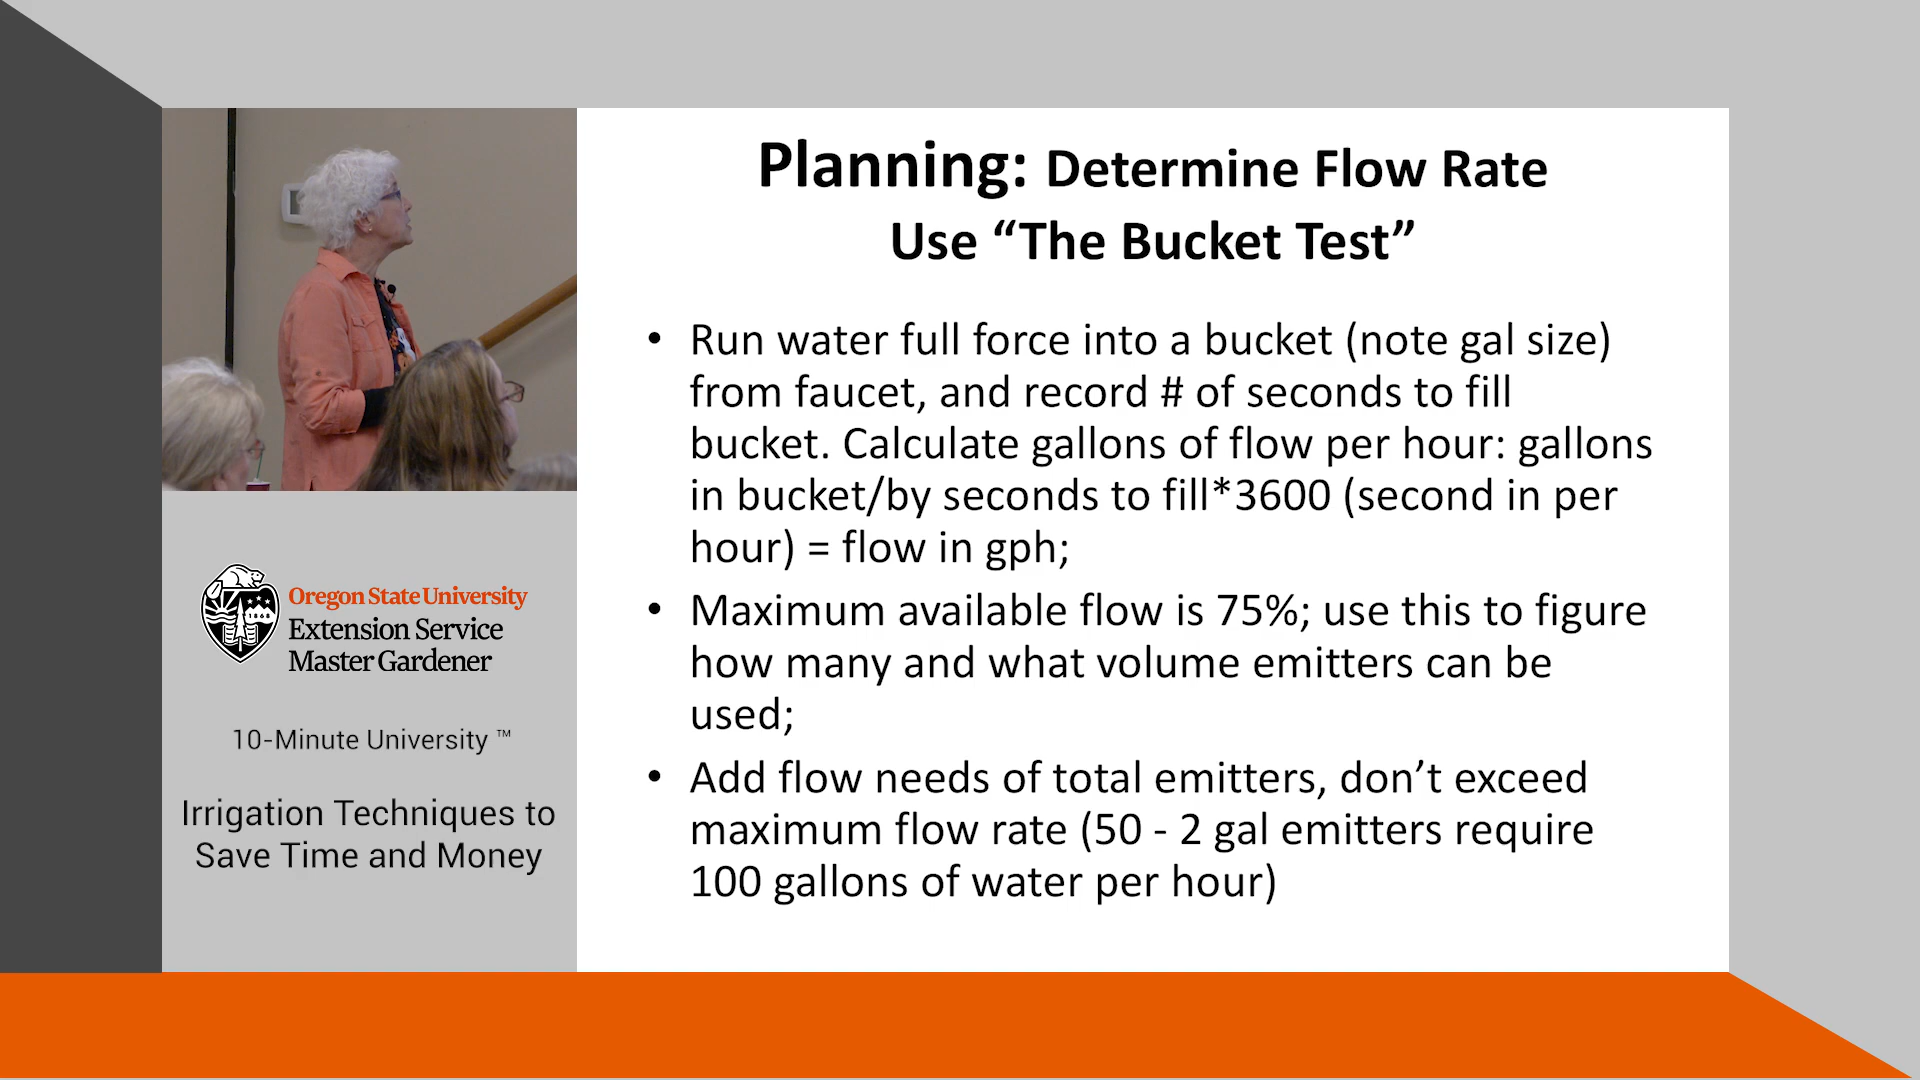 Planning: Determine Flow Rate
Use “The Bucket Test”
• Run water full force into a bucket (note gal size)
from faucet, and record # of seconds to fill
bucket. Calculate gallons of flow per hour: gallons
in bucket/by seconds to fill*3600 (second in per
hour) = flow in gph;
• Maximum available flow is 75%; use this to figure
how many and what volume emitters can be
used;
• Add flow needs of total emitters, don’t exceed
maximum flow rate (50 - 2 gal emitters require
100 gallons of water per hour)
Oregon State University
Extension Service
Master Gardener
10-Minute University ™
Irrigation Techniques to
Save Time and Money